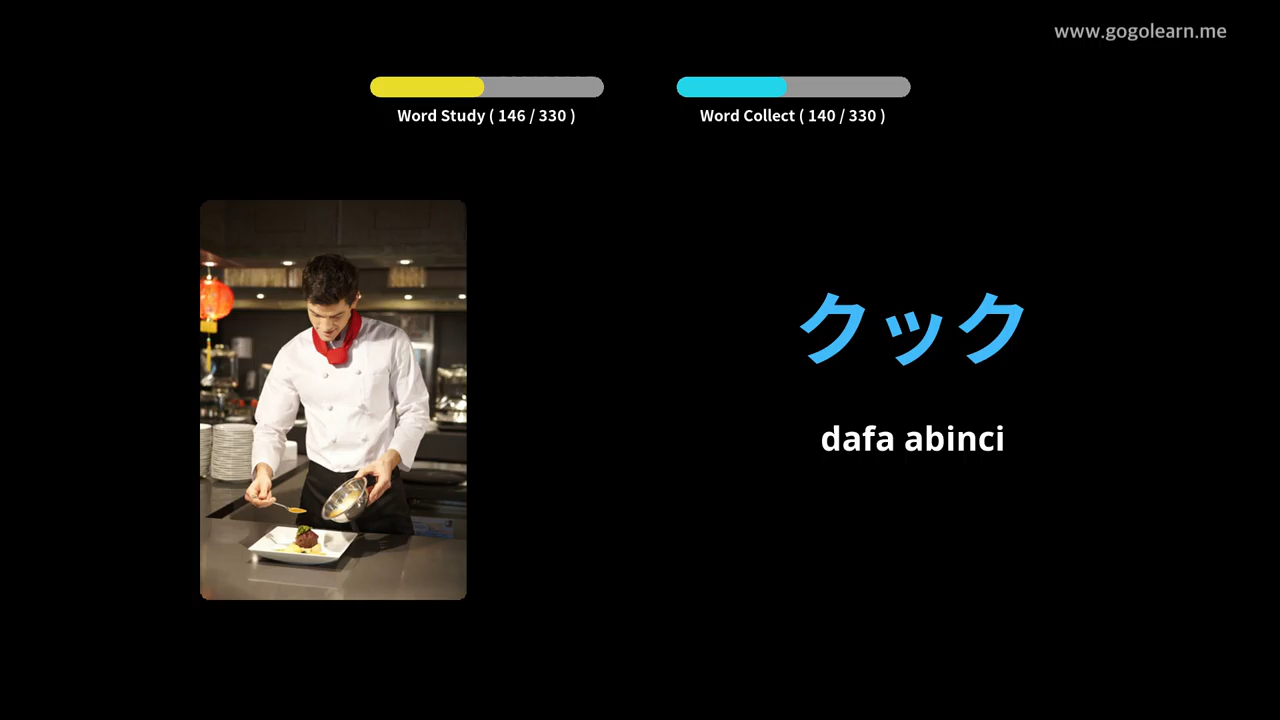 www.gogolearn.me
Word Study ( 146 / 330 )
Word Collect ( 140 / 330 )
クック
dafa abinci